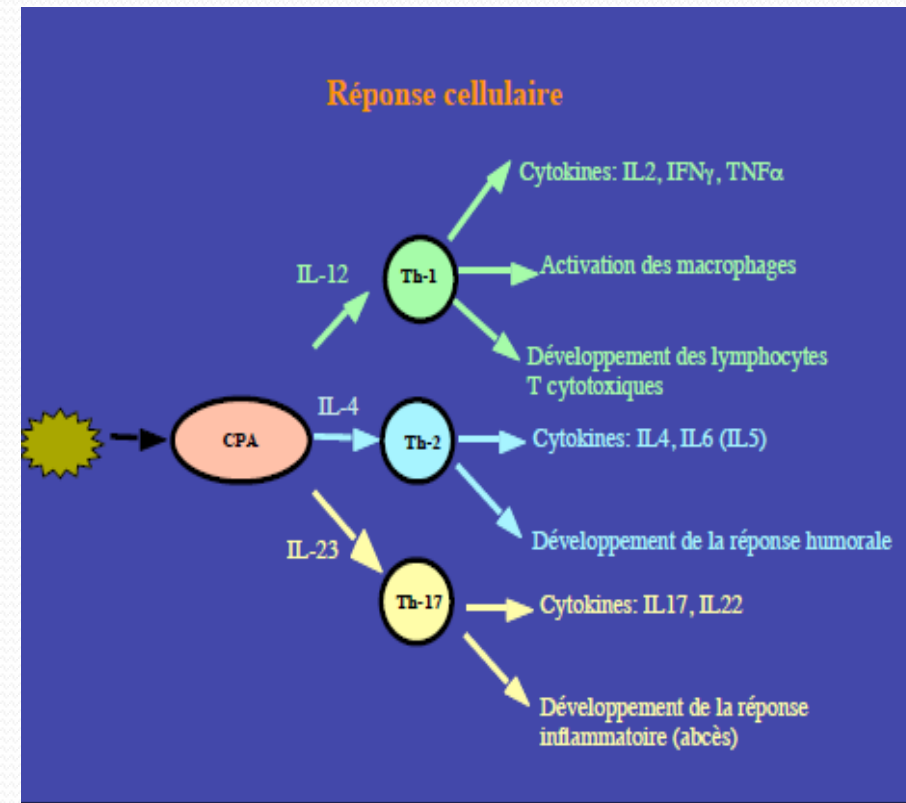 Réponse cellulaire
Cytokines: IL2, IFNγ, TNFα
IL-12
Th-1
Activation des macrophages
Développement des lymphocytes
T cytotoxiques
IL-4
CPA
Th-2
Cytokines: IL4, IL6 (IL5)
Développement de la réponse humorale
IL-23
Th-17
Cytokines: IL17, IL22
Développement de la réponse
inflammatoire (abcès)